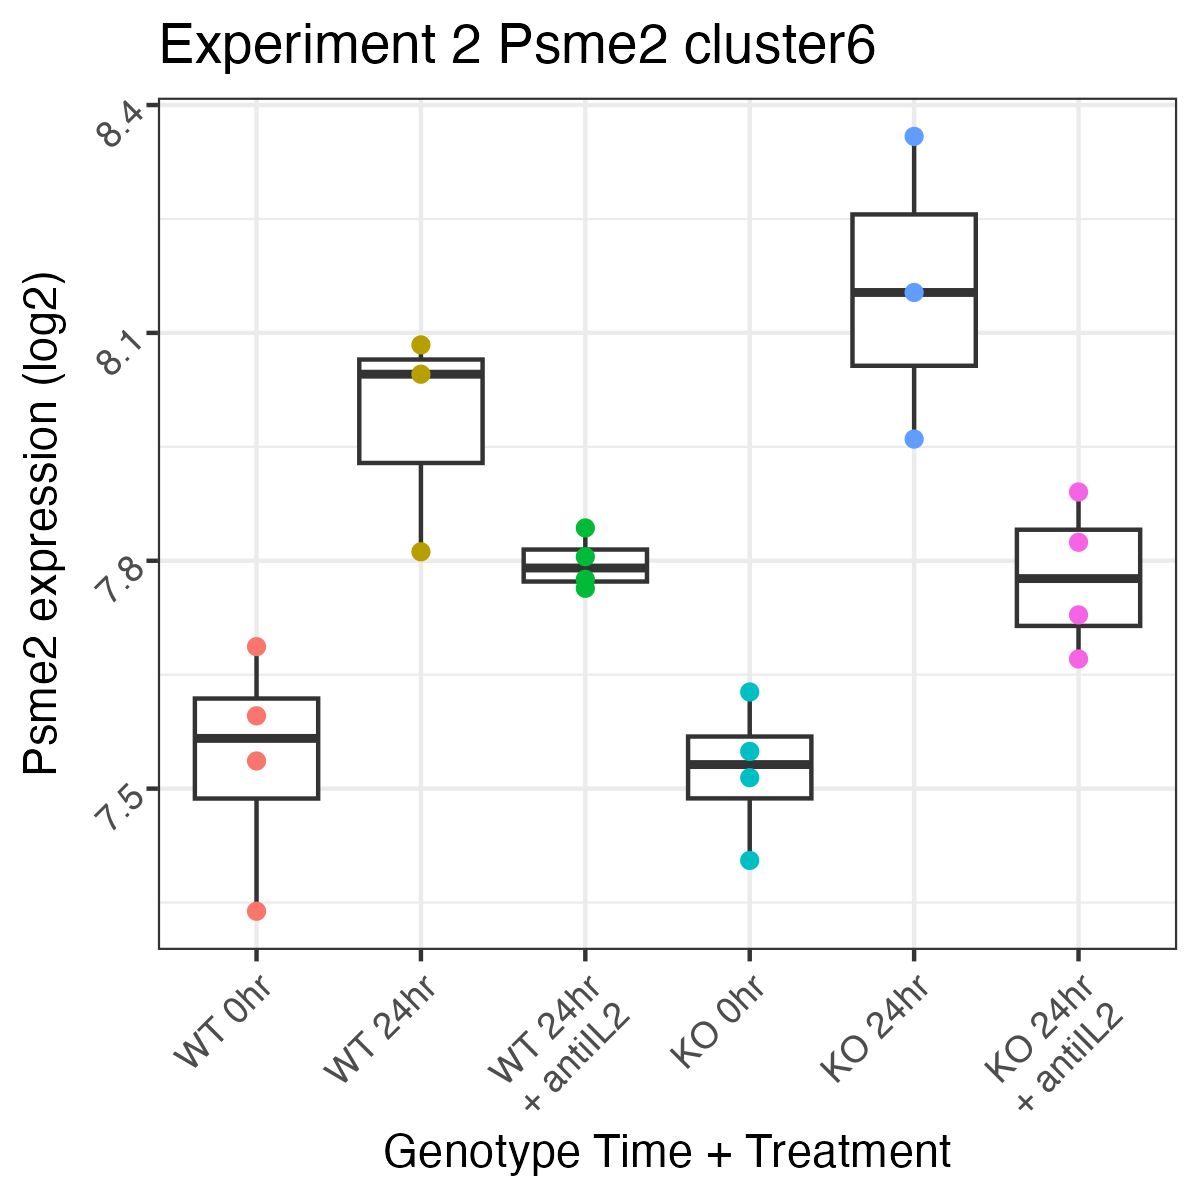 Experiment 2 Psme2 cluster6
Psme2 expression (log2)
8.4
8.1
7.8
7.5
WT 0hr
WT 24hr
WT 24hr
+ antiIL2
KO 0hr
KO 24hr
KO 24hr
+ antiIL2
Genotype Time + Treatment